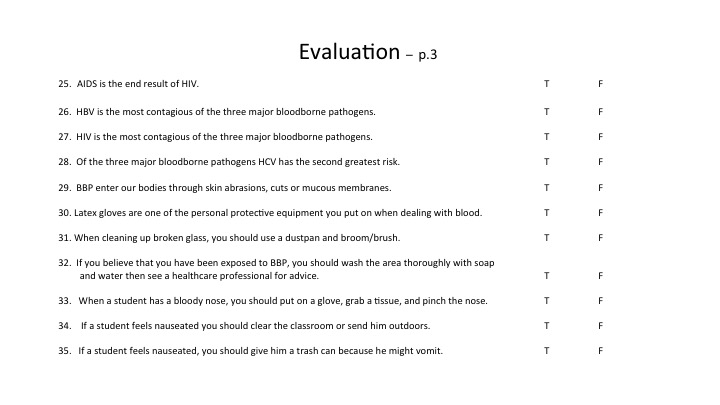 Evaluation – p.3
25. AIDS is the end result of HIV. T F
26. HBV is the most contagious of the three major bloodborne pathogens. T F
27. HIV is the most contagious of the three major bloodborne pathogens. T F
28. Of the three major bloodborne pathogens HCV has the second greatest risk. T F
29. BBP enter our bodies through skin abrasions, cuts or mucous membranes. T F
30. Latex gloves are one of the personal protective equipment you put on when dealing with blood. T F
31. When cleaning up broken glass, you should use a dustpan and broom/brush. T F
32. If you believe that you have been exposed to BBP, you should wash the area thoroughly with soap
and water then see a healthcare professional for advice. T F
33. When a student has a bloody nose, you should put on a glove, grab a tissue, and pinch the nose. T F
34. If a student feels nauseated you should clear the classroom or send him outdoors. T F
35. If a student feels nauseated, you should give him a trash can because he might vomit. T F